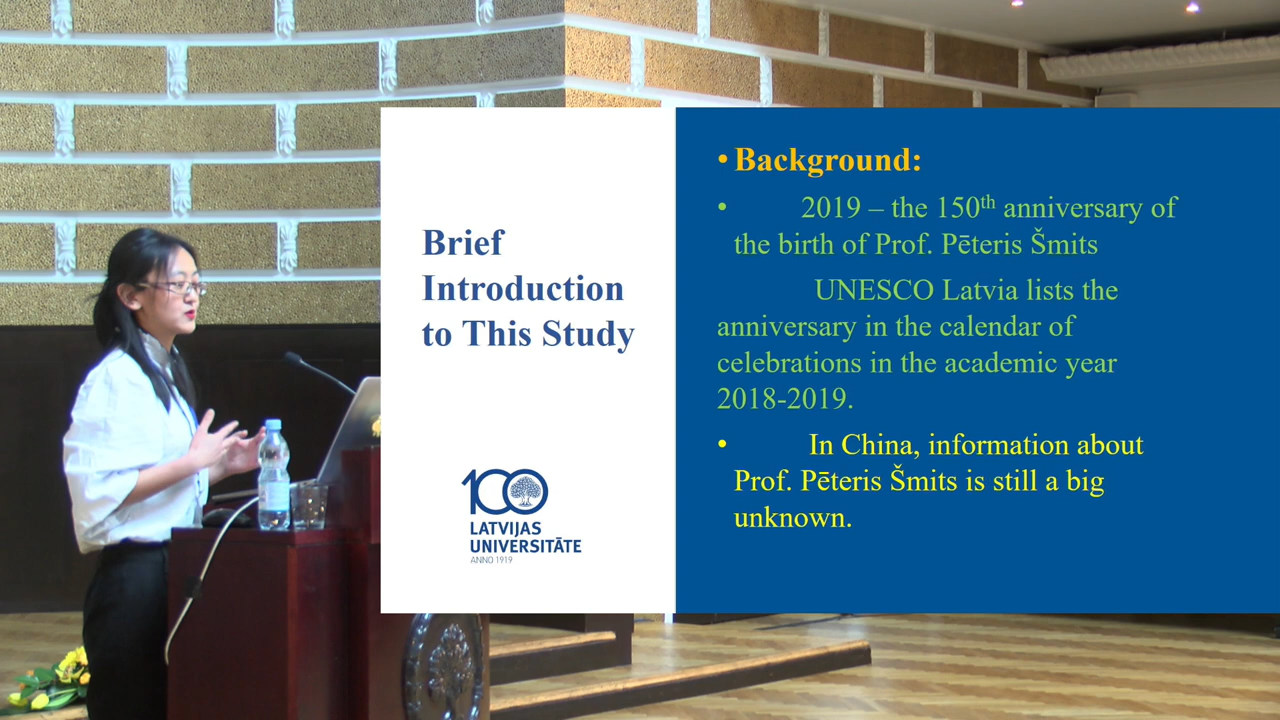 Brief
Introduction
to This Study
100
LATVIJAS
UNIVERSITĀTE
ANNO 1919
• Background:
• 2019 – the 150th anniversary of
the birth of Prof. Pēteris Šmits
UNESCO Latvia lists the
anniversary in the calendar of
celebrations in the academic year
2018-2019.
• In China, information about
Prof. Pēteris Šmits is still a big
unknown.